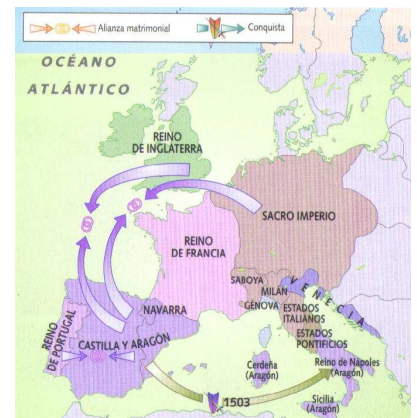 Alianza matrimonial
Conquista
OCÉANO
ATLÁNTICO
REINO
DE INGLATERRA
SACRO IMPERIO
REINO
DE FRANCIA
SABOYA
MILÁN
VENECIA
GÉNOVA
ESTADOS
ITALIANOS
NAVARRA
ESTADOS
PONTIFICIOS
REINO
DE PORTUGAL
CASTILLA Y ARAGÓN
Cerdeña
(Aragón)
Reino de Nápoles
(Aragón)
1503
Sicilia
(Aragón)